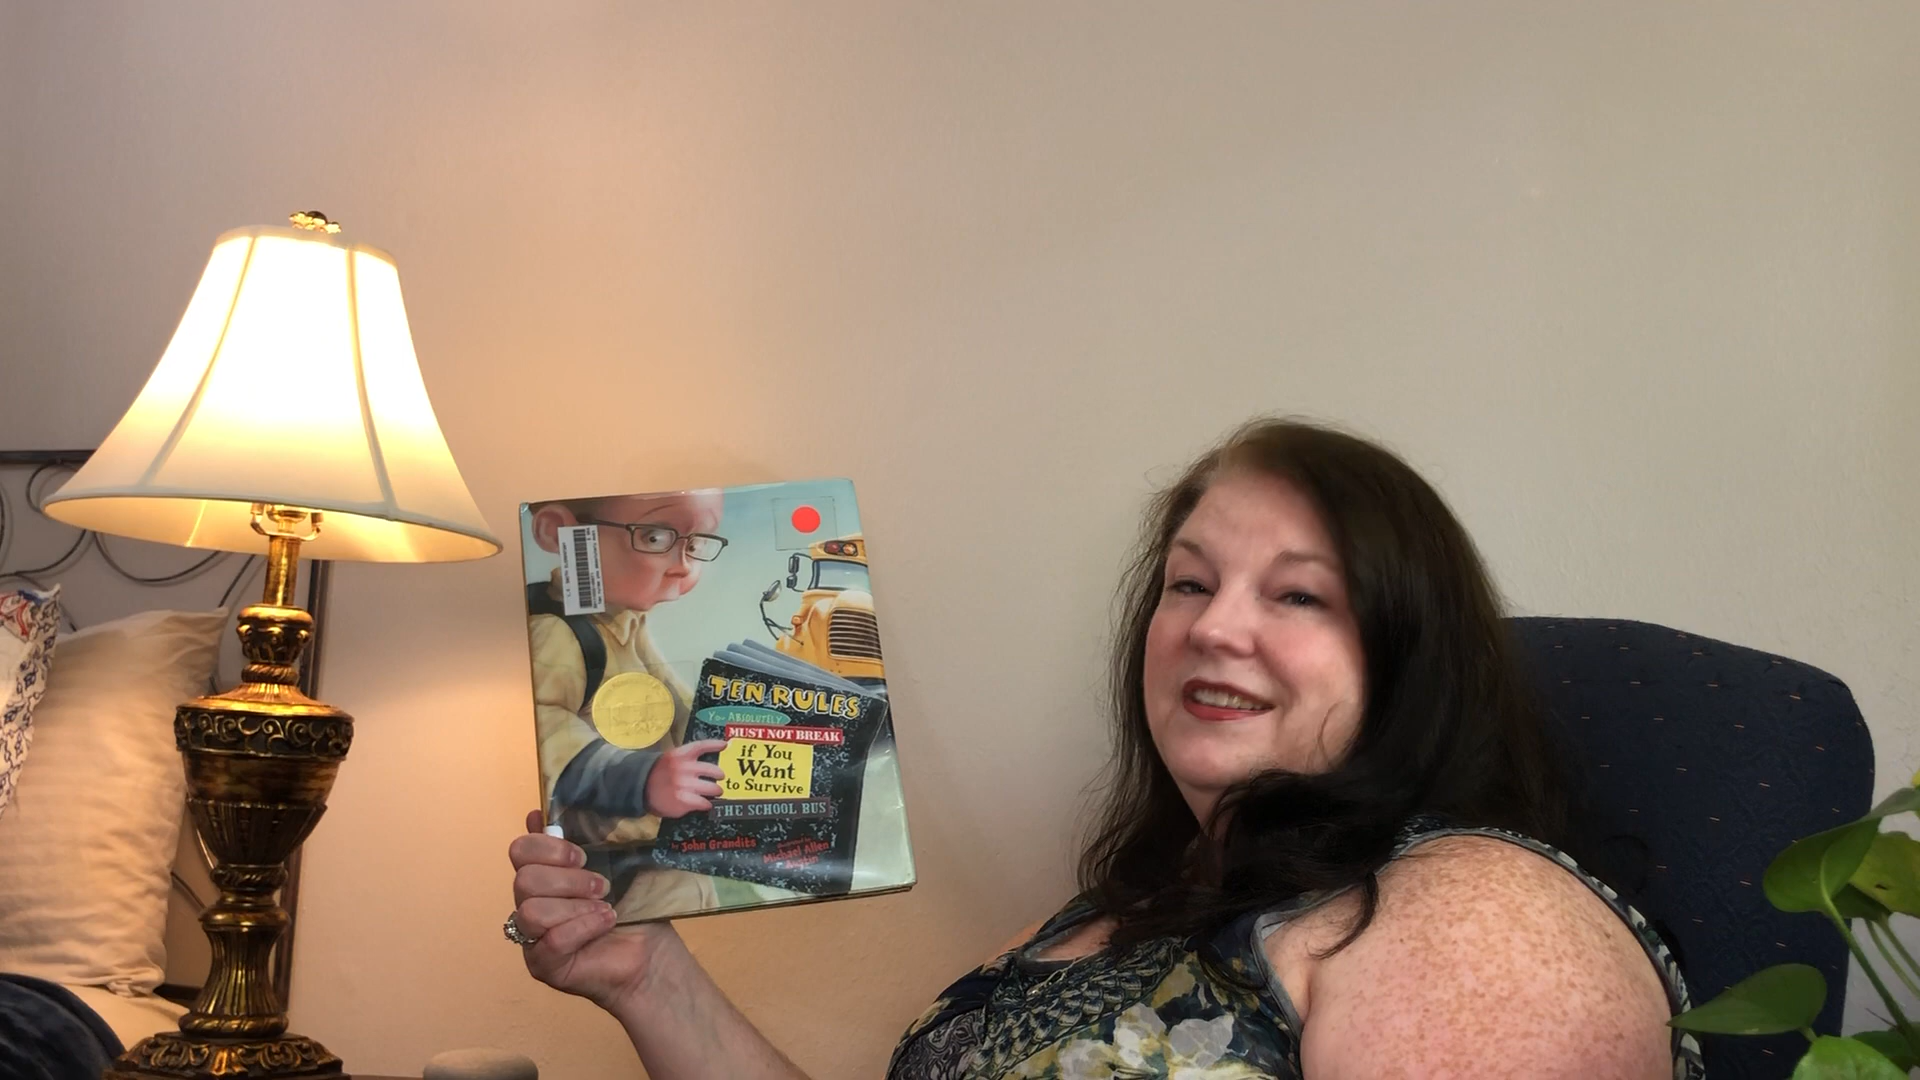 TEN RULES
You ABSOLUTELY
MUST NOT BREAK
if You
Want
to Survive
THE SCHOOL BUS
by John Grandits
Michael Allen
Austin